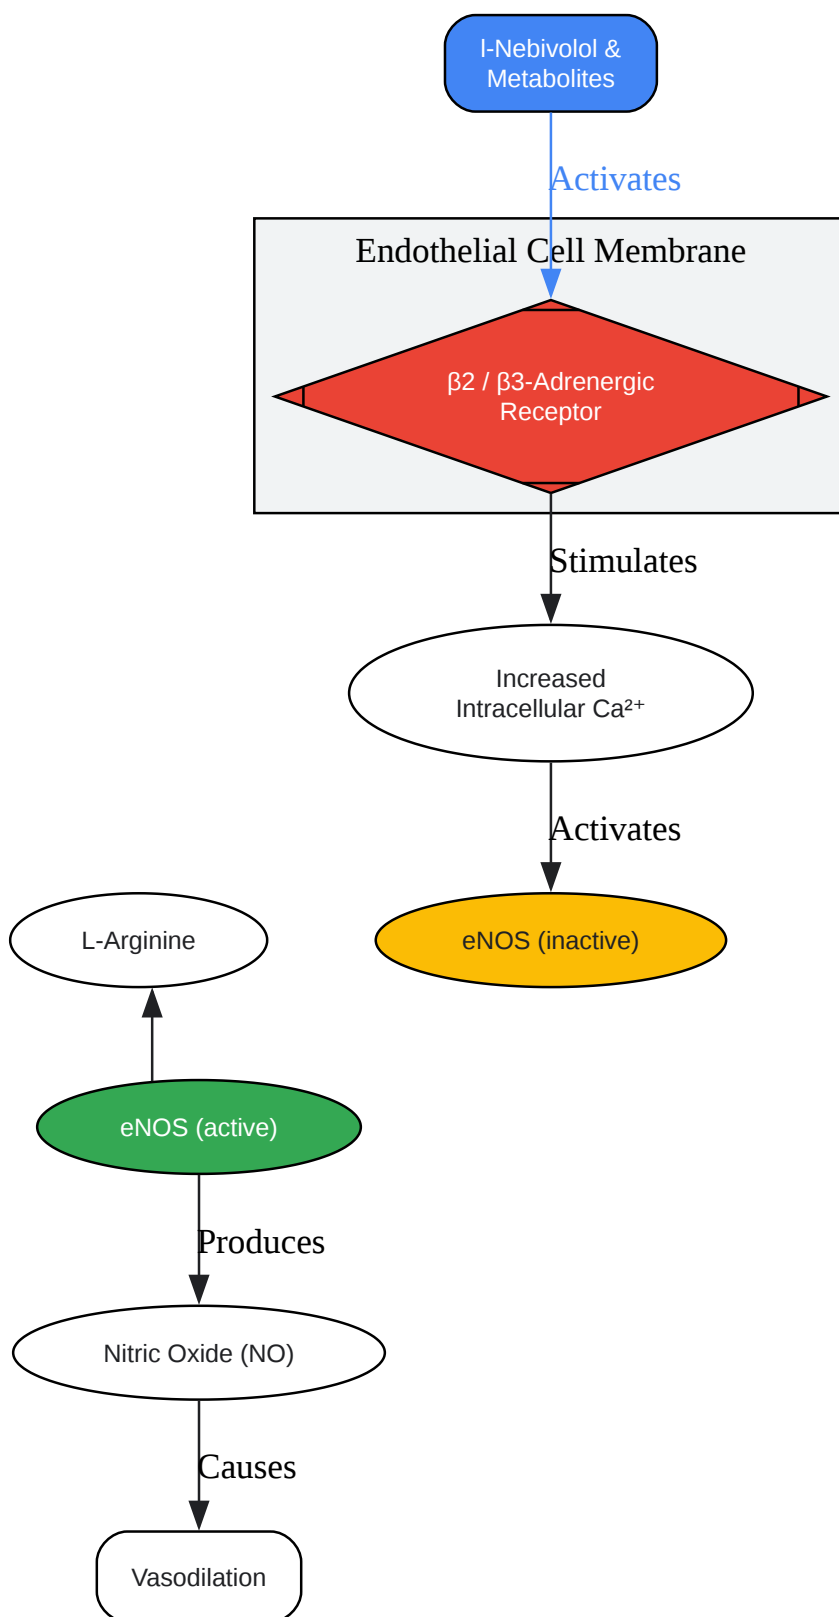 l-Nebivolol &
Metabolites
Activates
Endothelial Cell Membrane
β2 / β3-Adrenergic
Receptor
Stimulates
Increased
Intracellular Ca²⁺
Activates
L-Arginine
eNOS (inactive)
eNOS (active)
Produces
Nitric Oxide (NO)
Causes
Vasodilation